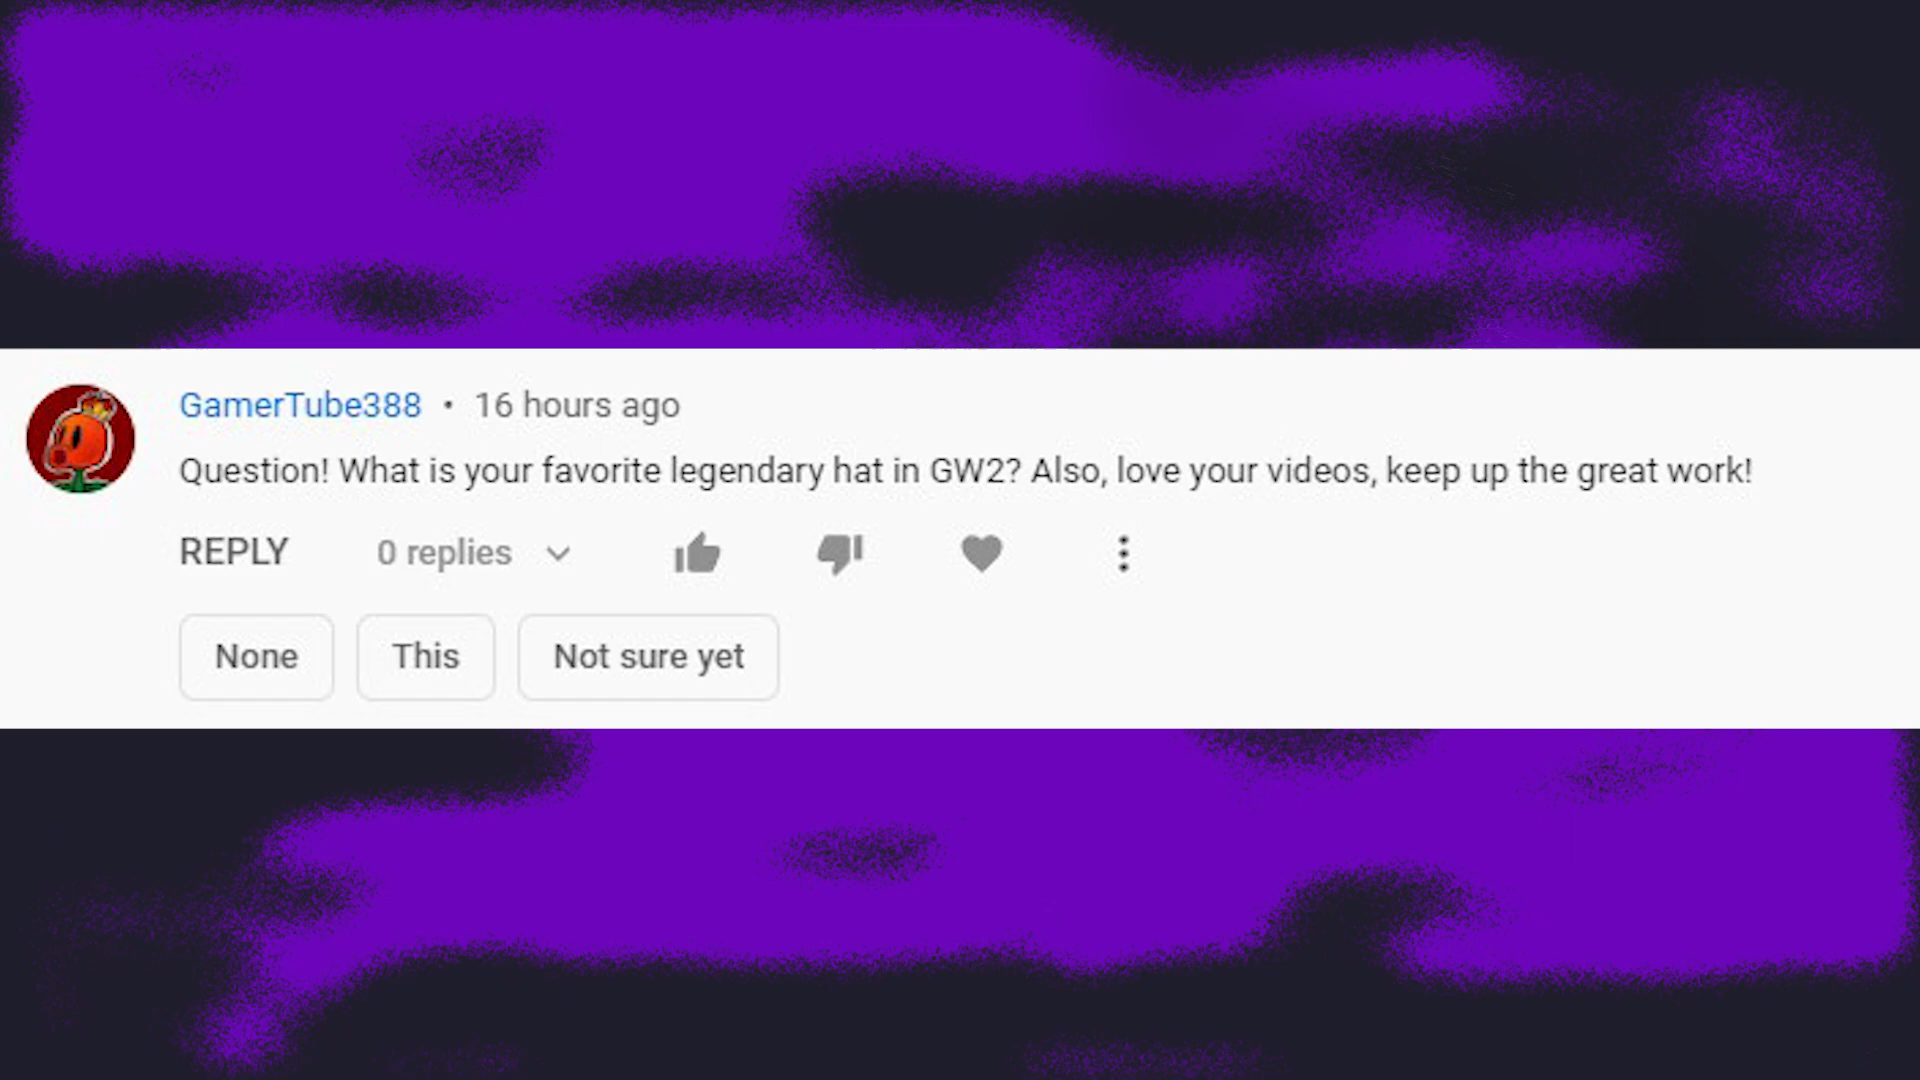 GamerTube388 • 16 hours ago
Question! What is your favorite legendary hat in GW2? Also, love your videos, keep up the great work!
REPLY 0 replies
None This Not sure yet